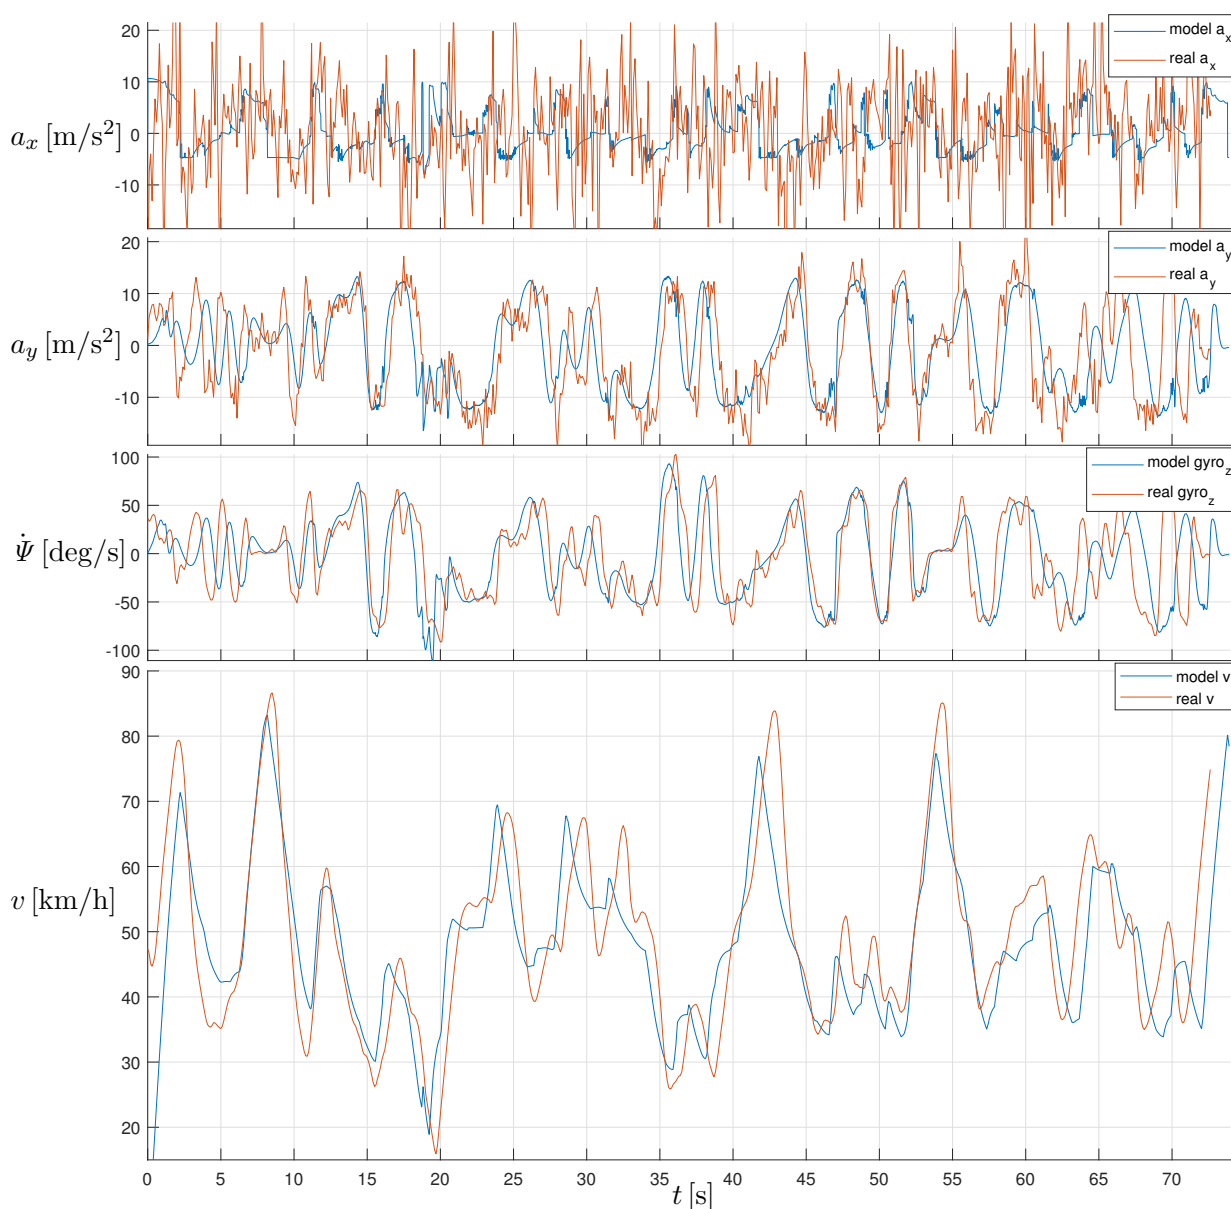 model a_x
real a_x
20
10
0
-10
a_x [m/s²]
model a_y
real a_y
20
10
0
-10
a_y [m/s²]
model gyro_z
real gyro_z
100
50
0
-50
-100
Ψ̇ [deg/s]
model v
real v
90
80
70
60
50
40
30
20
v [km/h]
0 5 10 15 20 25 30 35 40 45 50 55 60 65 70
t [s]